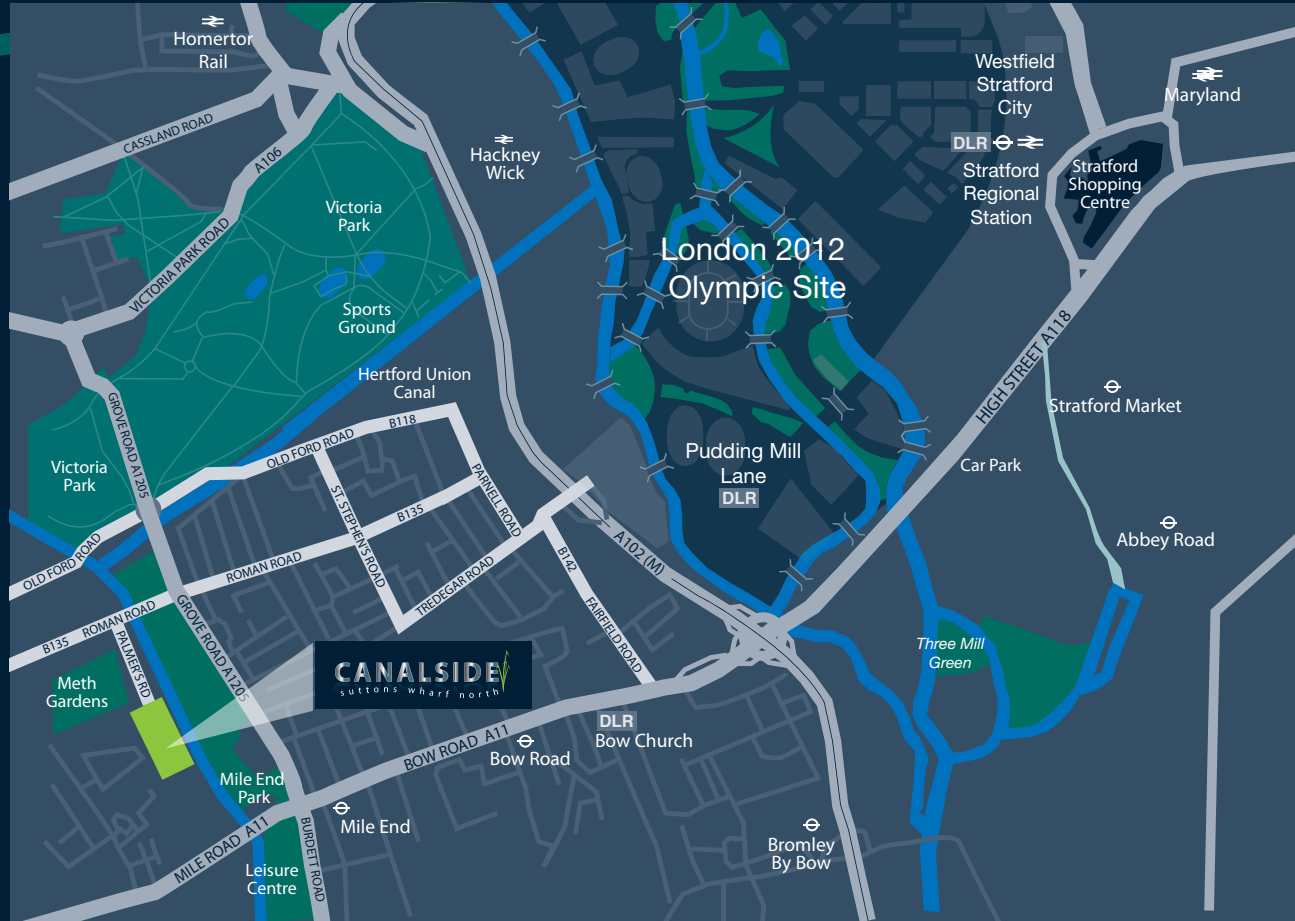 Homertor
Rail
CASSLAND ROAD
A106
VICTORIA PARK ROAD
Victoria
Park
Sports
Ground
Hackney
Wick
Westfield
Stratford
City
DLR
Stratford
Regional
Station
Maryland
Stratford
Shopping
Centre
London 2012
Olympic Site
Hertford Union
Canal
GROVE ROAD A1205
Victoria
Park
OLD FORD ROAD
B118
OLD FORD ROAD
PARNELL ROAD
ST. STEPHEN'S ROAD
B135
ROMAN ROAD
TREDEGAR ROAD
B142
FAIRFIELD ROAD
A102 (M)
Pudding Mill
Lane
DLR
HIGH STREET A118
Stratford Market
Car Park
Abbey Road
B135
ROMAN ROAD
PALMER'S RD
GROVE ROAD A1205
Meth
Gardens
CANALSIDE
suttons wharf north
Three Mill
Green
DLR
Bow Church
BOW ROAD A11
Bow Road
Mile End
Park
Mile End
MILE ROAD A11
BURDETT ROAD
Leisure
Centre
Bromley
By Bow